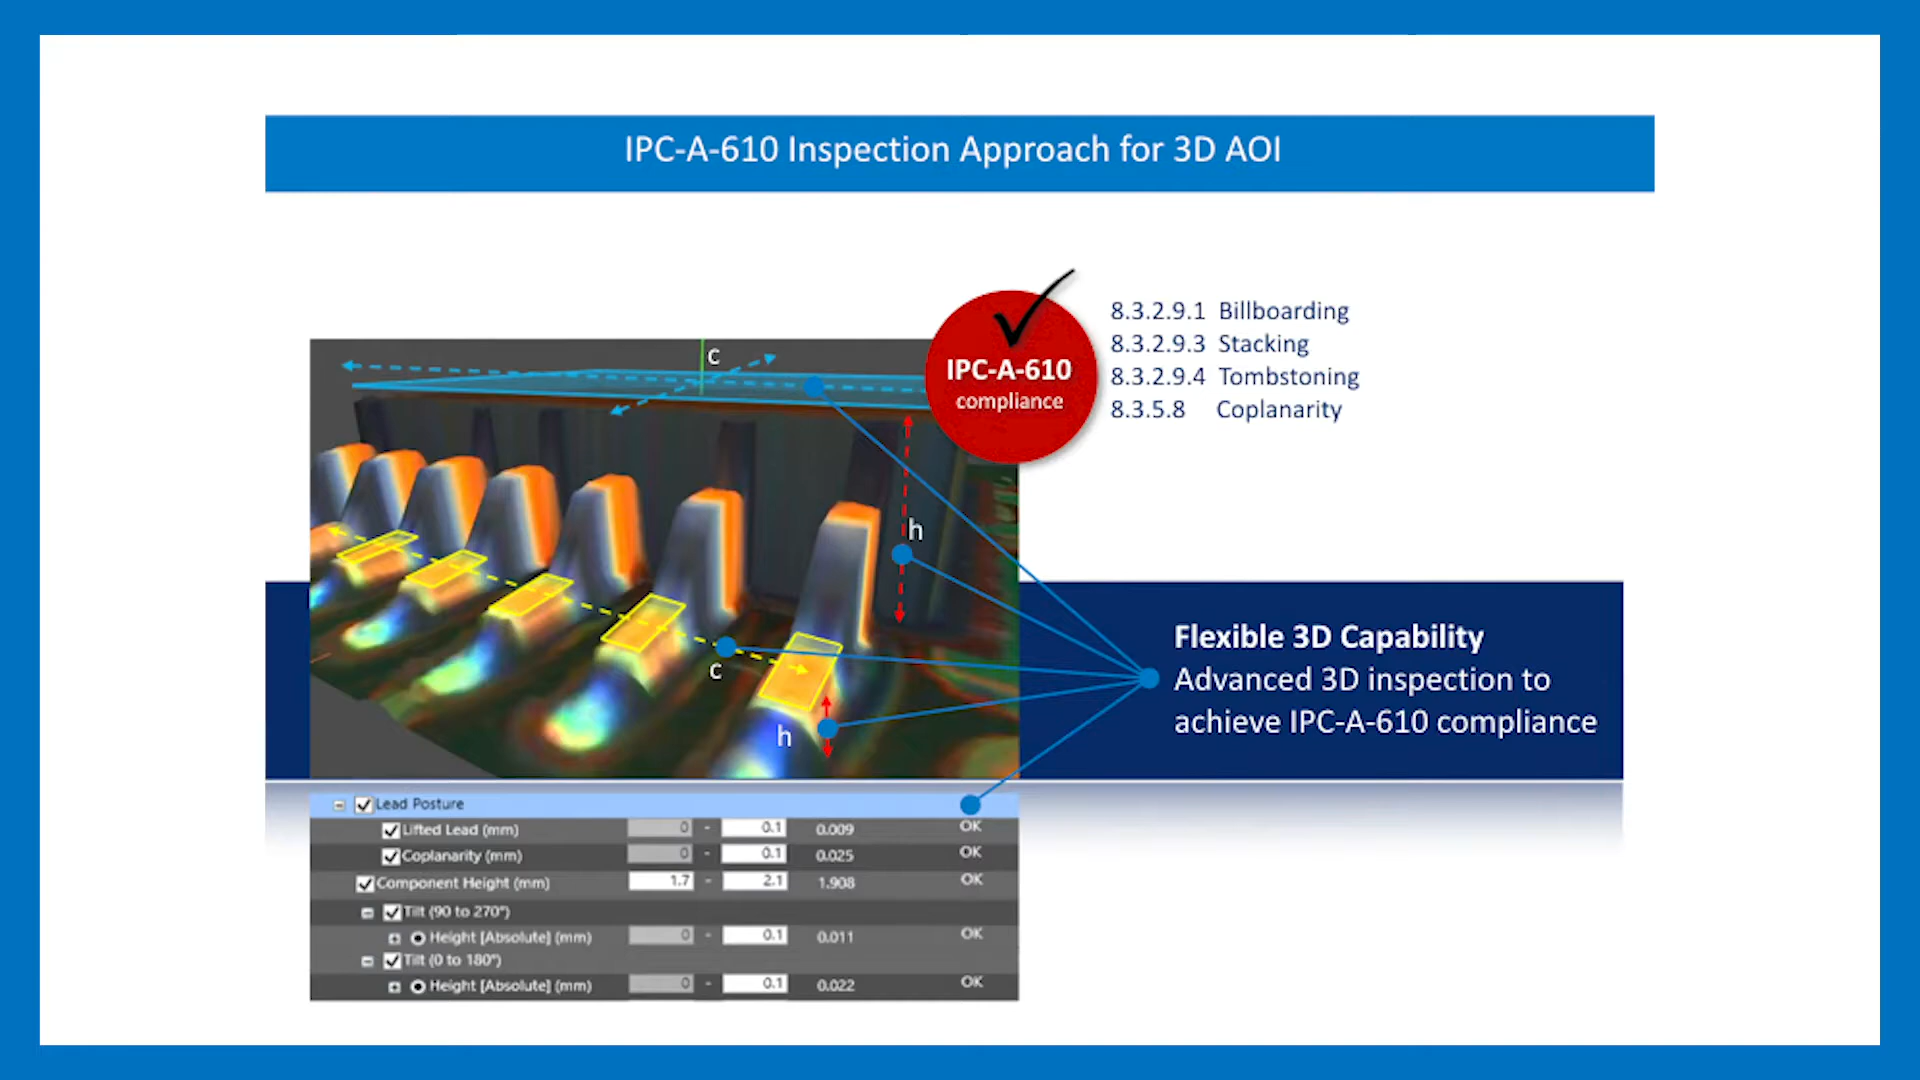 IPC-A-610 Inspection Approach for 3D AOI
IPC-A-610
compliance
8.3.2.9.1 Billboarding
8.3.2.9.3 Stacking
8.3.2.9.4 Tombstoning
8.3.5.8 Coplanarity
c
h
c
h
Flexible 3D Capability
Advanced 3D inspection to
achieve IPC-A-610 compliance
Lead Posture
Lifted Lead (mm) 0 - 0.1 0.009 OK
Coplanarity (mm) 0 - 0.1 0.025 OK
Component Height (mm) 1.7 - 2.1 1.908 OK
Tilt (90 to 270°)
Height [Absolute] (mm) 0 - 0.1 0.011 OK
Tilt (0 to 180°)
Height [Absolute] (mm) 0 - 0.1 0.022 OK